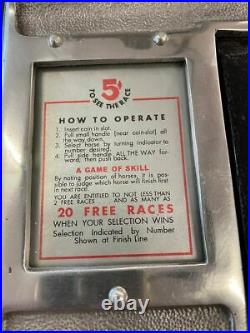 5¢
TO SEE THE RACE
HOW TO OPERATE
1. Insert coin in slot.
2. Pull small handle (near coin-slot) all
the way down.
3. Select horse by turning indicator to
number desired.
4. Pull side handle ALL THE WAY for-
ward, then push back.
A GAME OF SKILL
By noting position of horses, it is pos-
sible to judge which horse will finish first
in next race.
YOU ARE ENTITLED TO NOT LESS THAN
2 FREE RACES AND AS MANY AS
20 FREE RACES
WHEN YOUR SELECTION WINS
Selection Indicated by Number
Shown at Finish Line